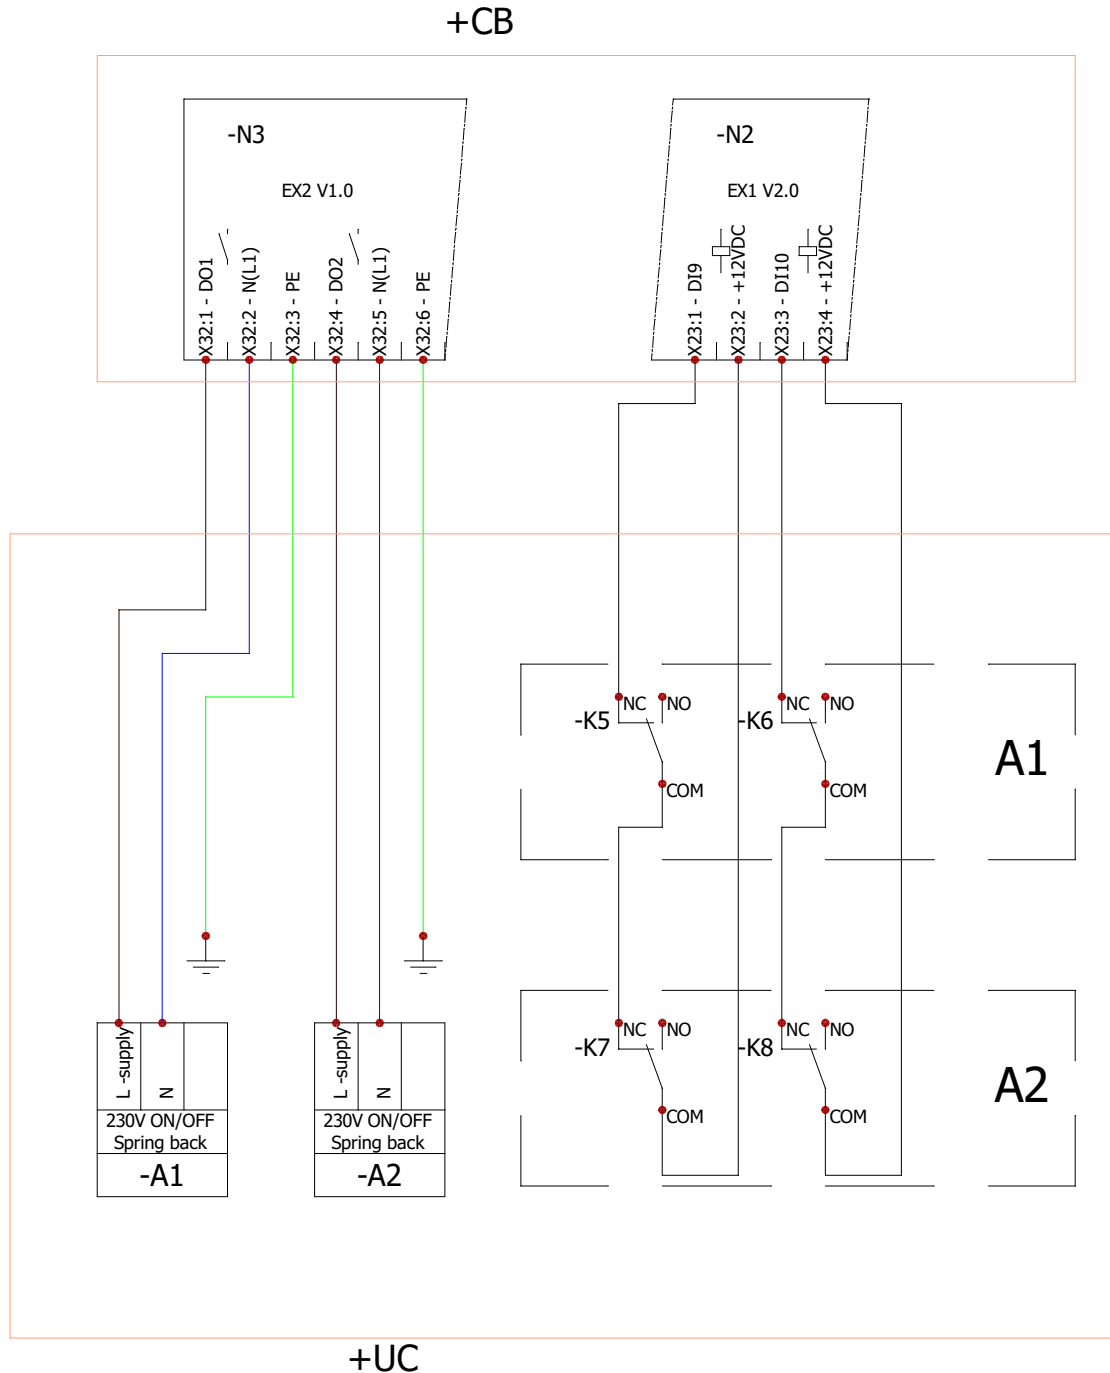 +CB
-N3
-N2
EX2 V1.0
EX1 V2.0
X32:1 - DO1
X32:2 - N(L1)
X32:3 - PE
X32:4 - DO2
X32:5 - N(L1)
X32:6 - PE
X23:1 - DI9
X23:2 - +12VDC
X23:3 - DI10
X23:4 - +12VDC
-K5
NC
NO
COM
-K6
NC
NO
COM
A1
-K7
NC
NO
COM
-K8
NC
NO
COM
A2
L -supply
N
230V ON/OFF
Spring back
-A1
L -supply
N
230V ON/OFF
Spring back
-A2
+UC